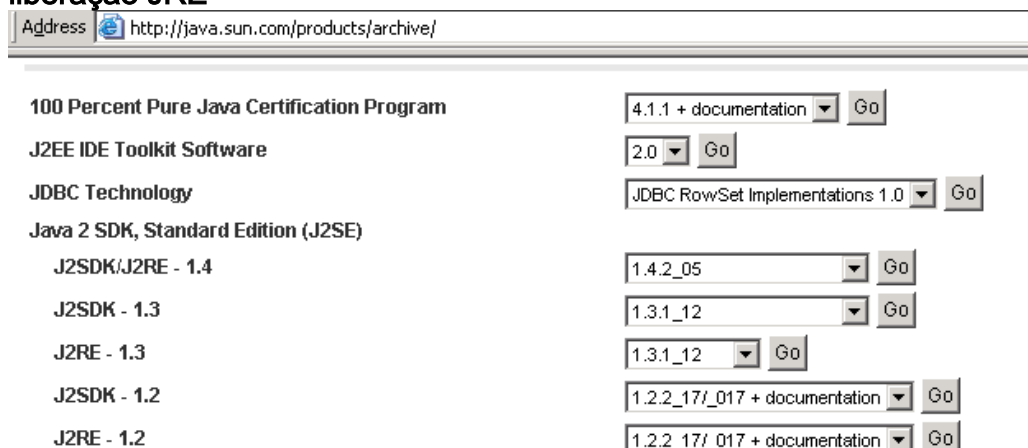 liberação JRE
Address http://java.sun.com/products/archive/
100 Percent Pure Java Certification Program 4.1.1 + documentation Go
J2EE IDE Toolkit Software 2.0 Go
JDBC Technology JDBC RowSet Implementations 1.0 Go
Java 2 SDK, Standard Edition (J2SE)
J2SDK/J2RE - 1.4 1.4.2_05 Go
J2SDK - 1.3 1.3.1_12 Go
J2RE - 1.3 1.3.1_12 Go
J2SDK - 1.2 1.2.2_17/_017 + documentation Go
J2RE - 1.2 1.2.2_17/_017 + documentation Go